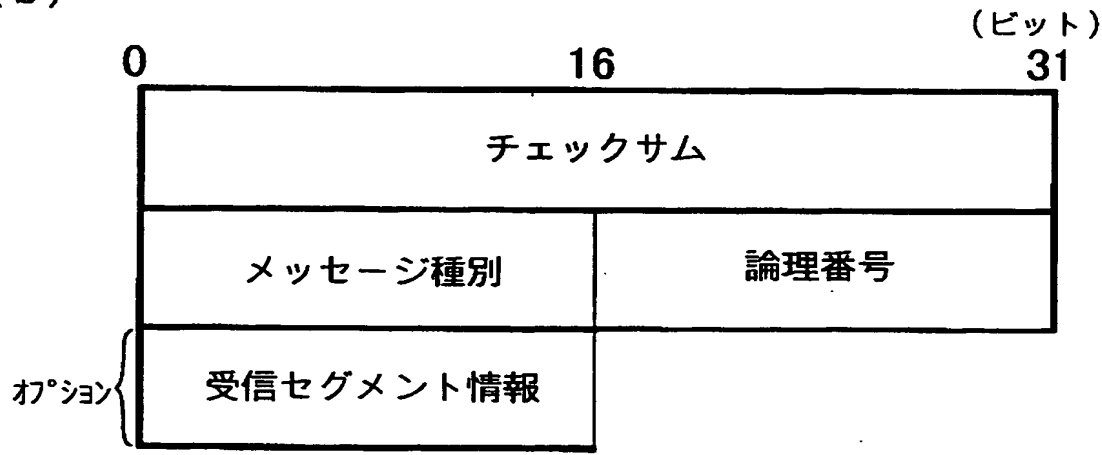 (ビット)
0 16 31
チェックサム
メッセージ種別 論理番号
オプション 受信セグメント情報